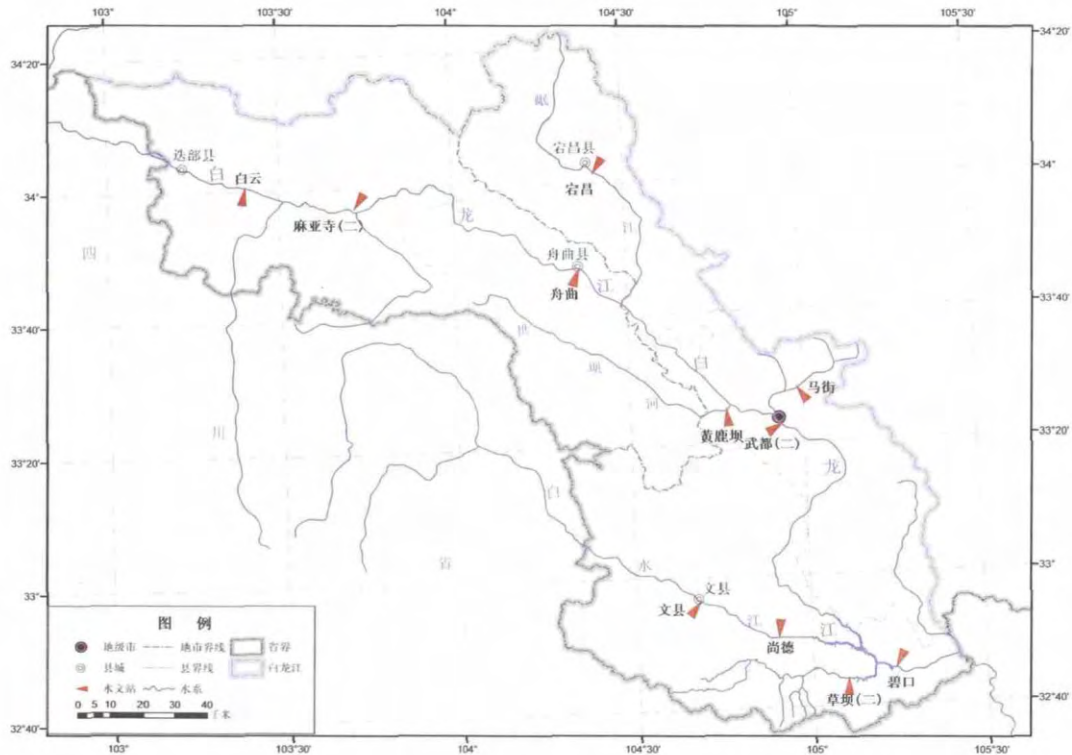 103°
103°30'
104°
104°30'
105°
105°30'
34°20'
34°20'
岷
宕昌县
34°
迭部县
白
白云
宕昌
34°
麻亚寺(二)
龙
江
四
舟曲县
舟曲
江
33°40'
33°40'
白
马街
河
黄鹿坝
武都(二)
33°20'
川
龙
33°20'
白
省
水
33°
文县
33°
文县
江
江
尚德
碧口
草坝(二)
32°40'
32°40'
图 例
地级市
地市界线
省界
县城
县界线
白龙江
水文站
水系
0 5 10 20 30 40
千米
103°
103°30'
104°
104°30'
105°
105°30'